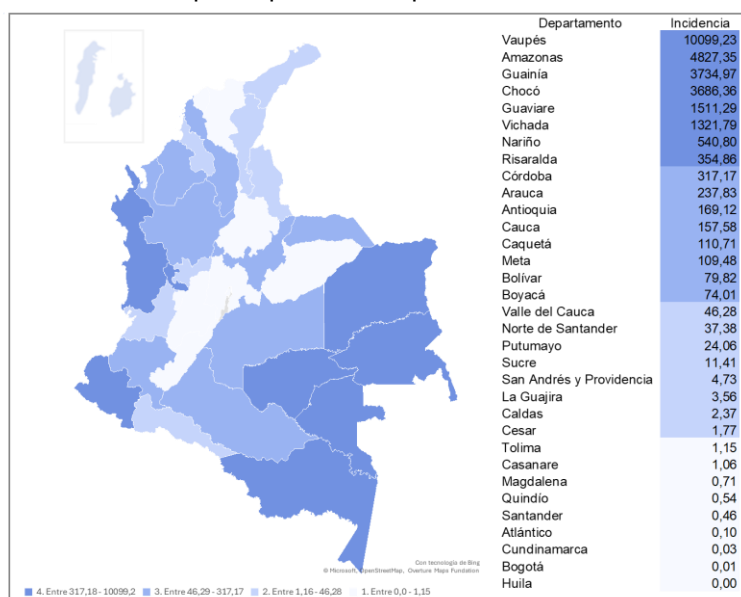 Departamento Incidencia
Vaupés 10099,23
Amazonas 4827,35
Guainía 3734,97
Chocó 3686,36
Guaviare 1511,29
Vichada 1321,79
Nariño 540,80
Risaralda 354,86
Córdoba 317,17
Arauca 237,83
Antioquia 169,12
Cauca 157,58
Caquetá 110,71
Meta 109,48
Bolívar 79,82
Boyacá 74,01
Valle del Cauca 46,28
Norte de Santander 37,38
Putumayo 24,06
Sucre 11,41
San Andrés y Providencia 4,73
La Guajira 3,56
Caldas 2,37
Cesar 1,77
Tolima 1,15
Casanare 1,06
Magdalena 0,71
Quindío 0,54
Santander 0,46
Atlántico 0,10
Cundinamarca 0,03
Bogotá 0,01
Huila 0,00
Con tecnología de Bing
© Microsoft, OpenStreetMap, Overture Maps Fundation
4. Entre 317,18 - 10099,2 3. Entre 46,29 - 317,17 2. Entre 1,16 - 46,28 1. Entre 0,0 - 1,15